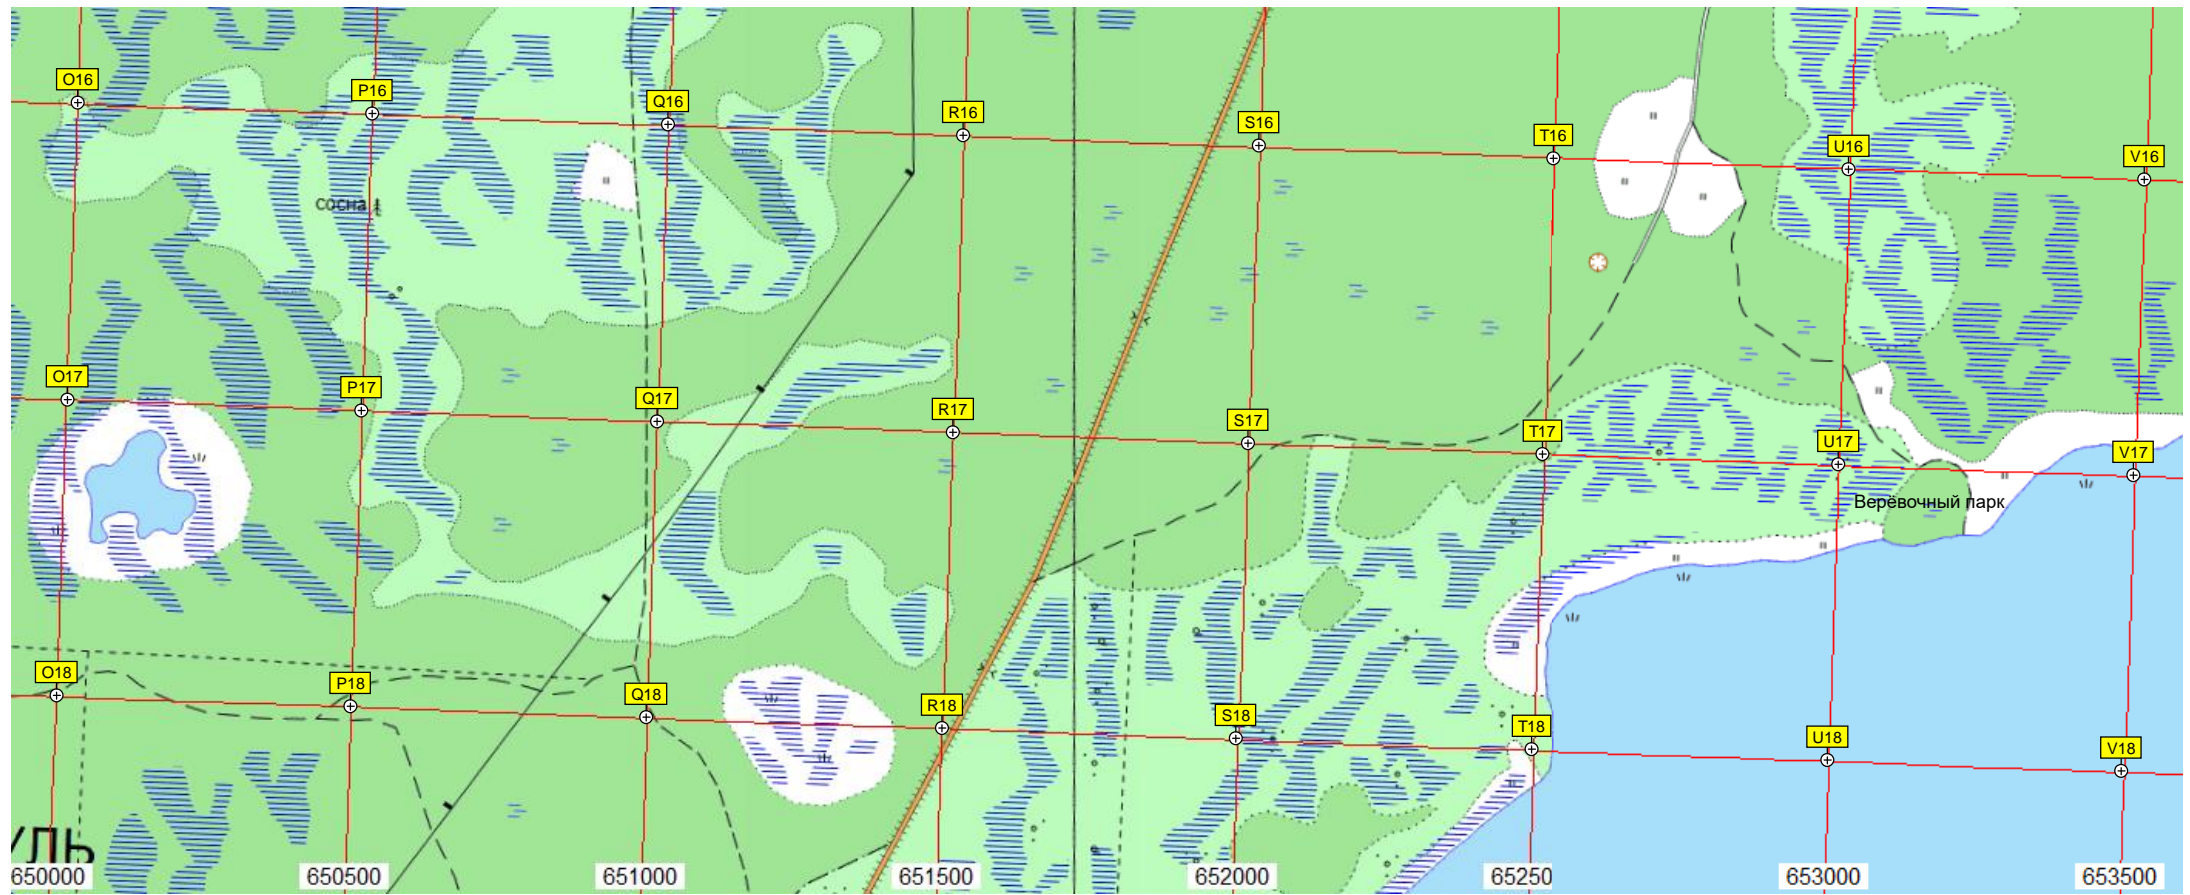 O16 P16 Q16 R16 S16 T16 U16 V16
сосна
O17 P17 Q17 R17 S17 T17 U17 V17
Верёвочный парк
O18 P18 Q18 R18 S18 T18 U18 V18
УЛЬ
650000 650500 651000 651500 652000 65250 653000 653500